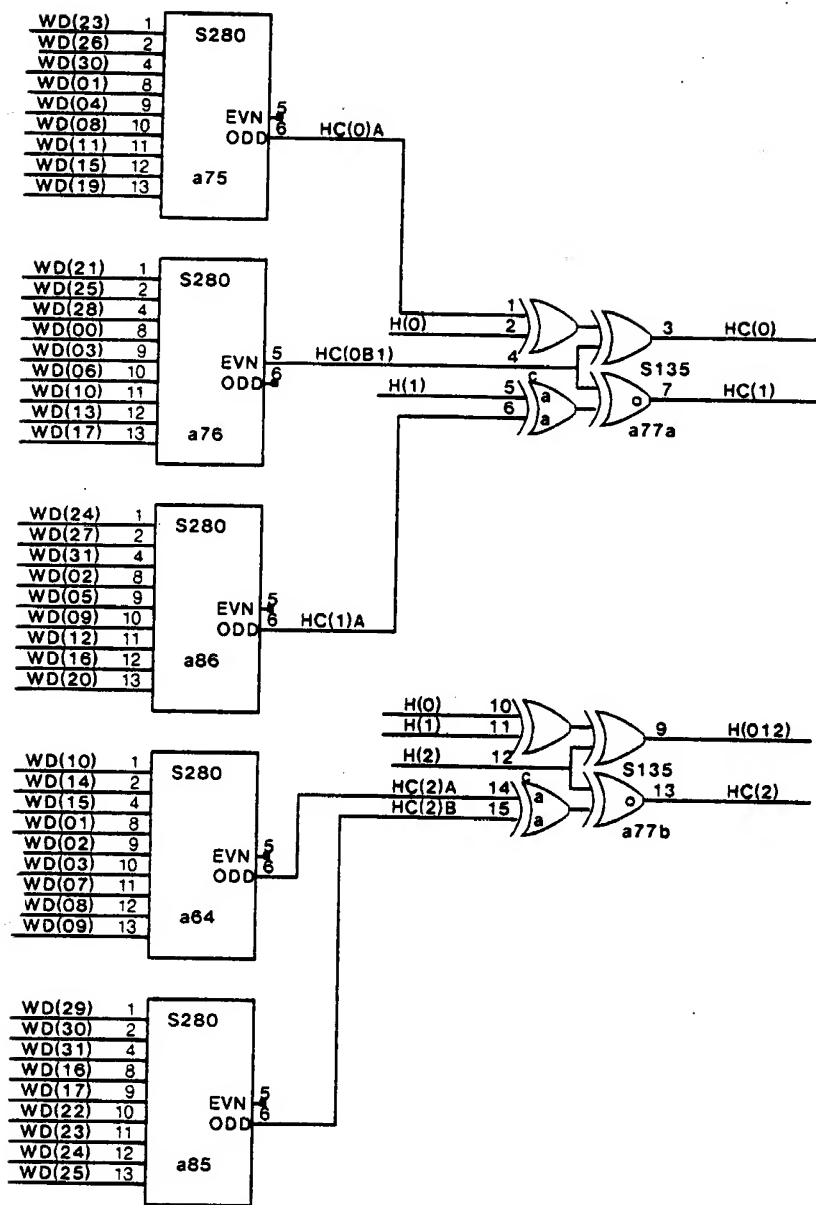 WD(23) 1
WD(26) 2
WD(30) 4
WD(01) 8
WD(04) 9
WD(08) 10
WD(11) 11
WD(15) 12
WD(19) 13
S280
EVN 5
ODD 6
a75
HC(0)A
WD(21) 1
WD(25) 2
WD(28) 4
WD(00) 8
WD(03) 9
WD(06) 10
WD(10) 11
WD(13) 12
WD(17) 13
S280
EVN 5
ODD 6
a76
HC(0B1)
H(0)
H(1)
1
2
4
5
6
c
a
a
3
HC(0)
S135
7
HC(1)
a77a
WD(24) 1
WD(27) 2
WD(31) 4
WD(02) 8
WD(05) 9
WD(09) 10
WD(12) 11
WD(16) 12
WD(20) 13
S280
EVN 5
ODD 6
a86
HC(1)A
WD(10) 1
WD(14) 2
WD(15) 4
WD(01) 8
WD(02) 9
WD(03) 10
WD(07) 11
WD(08) 12
WD(09) 13
S280
EVN 5
ODD 6
a64
H(0) 10
H(1) 11
H(2) 12
HC(2)A 14
HC(2)B 15
c
a
a
9
H(012)
S135
13
HC(2)
a77b
WD(29) 1
WD(30) 2
WD(31) 4
WD(16) 8
WD(17) 9
WD(22) 10
WD(23) 11
WD(24) 12
WD(25) 13
S280
EVN 5
ODD 6
a85